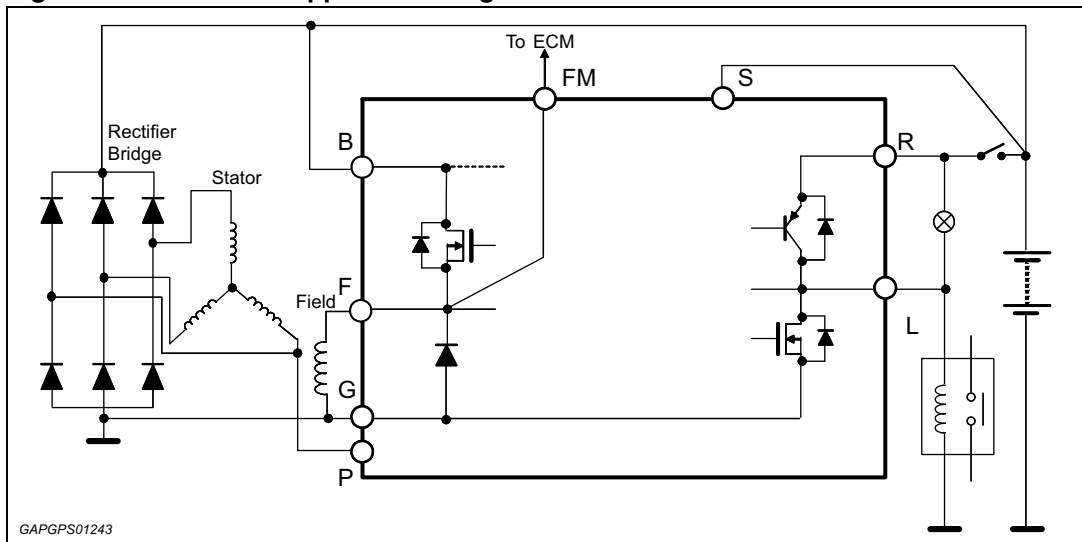 To ECM
FM
S
B
R
Rectifier
Bridge
Stator
F
Field
L
G
P
GAPGPS01243